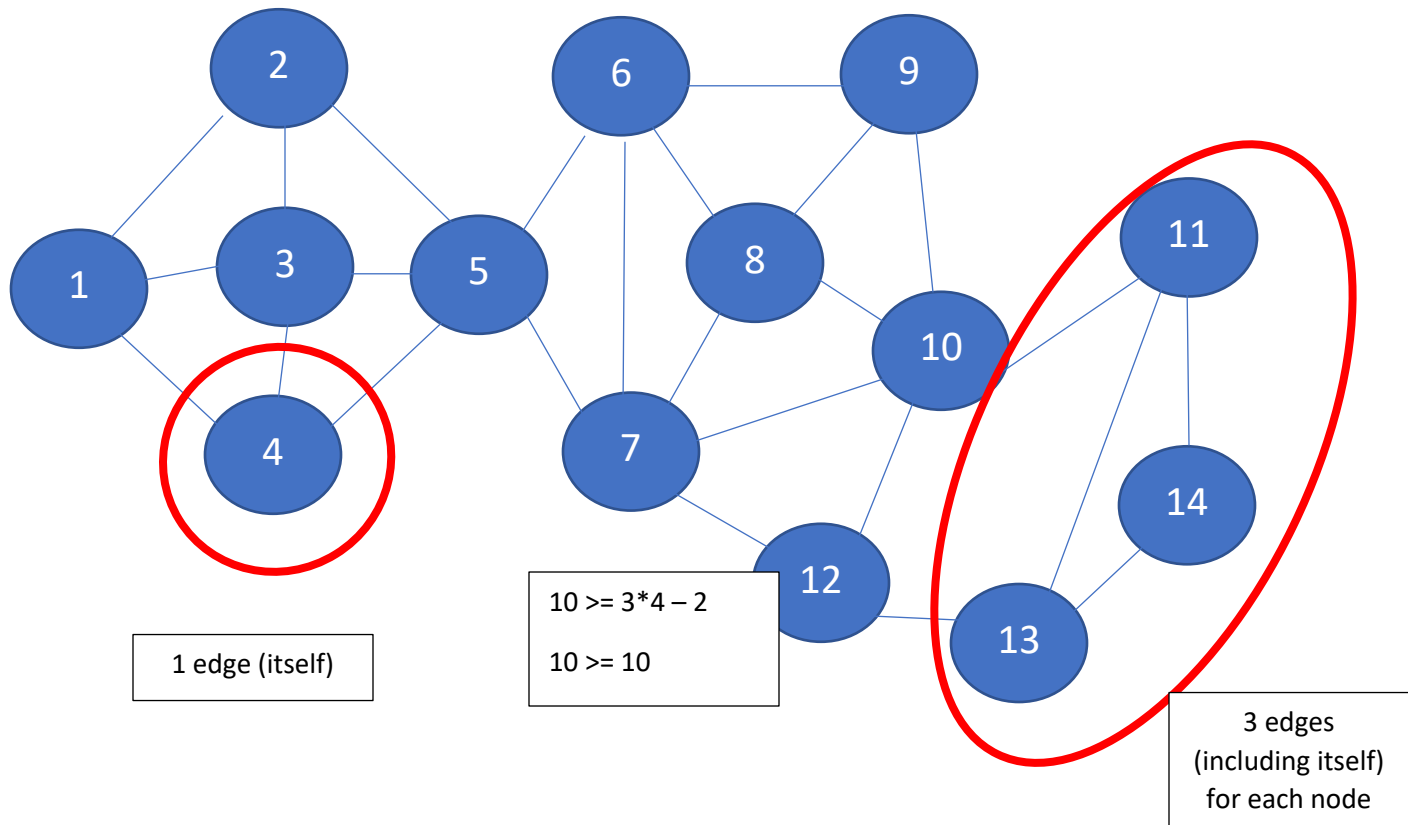 2
6
9
11
1
3
5
8
10
4
7
14
12
13
10 >= 3*4 – 2
10 >= 10
1 edge (itself)
3 edges
(including itself)
for each node